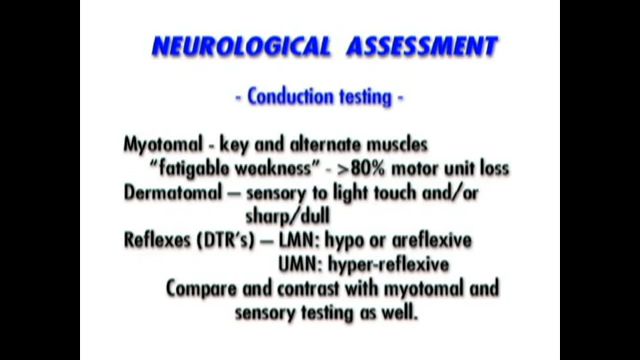 NEUROLOGICAL ASSESSMENT
- Conduction testing -
Myotomal - key and alternate muscles
"fatigable weakness" - >80% motor unit loss
Dermatomal – sensory to light touch and/or
sharp/dull
Reflexes (DTR's) – LMN: hypo or areflexive
UMN: hyper-reflexive
Compare and contrast with myotomal and
sensory testing as well.